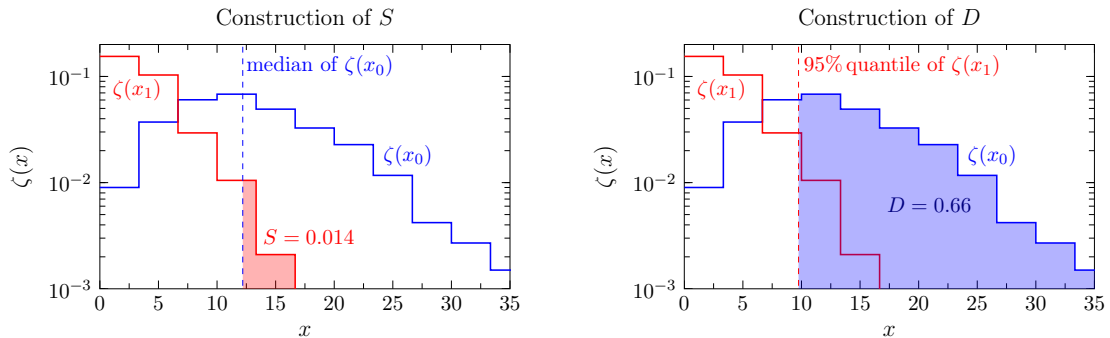 Construction of S
ζ(x)
10⁻¹
10⁻²
10⁻³
ζ(x₁)
median of ζ(x₀)
ζ(x₀)
S = 0.014
0 5 10 15 20 25 30 35
x
Construction of D
ζ(x)
10⁻¹
10⁻²
10⁻³
ζ(x₁)
95% quantile of ζ(x₁)
ζ(x₀)
D = 0.66
0 5 10 15 20 25 30 35
x